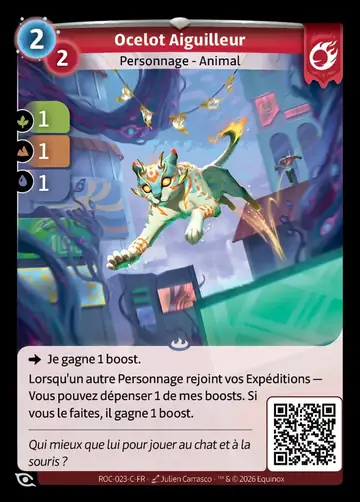 2
2
Ocelot Aiguilleur
Personnage - Animal
1
1
1
Je gagne 1 boost.
Lorsqu'un autre Personnage rejoint vos Expéditions —
Vous pouvez dépenser 1 de mes boosts. Si
vous le faites, il gagne 1 boost.
Qui mieux que lui pour jouer au chat et à la
souris ?
ROC-023-C-FR - Julien Carrasco - ™ & © 2026 Equinox